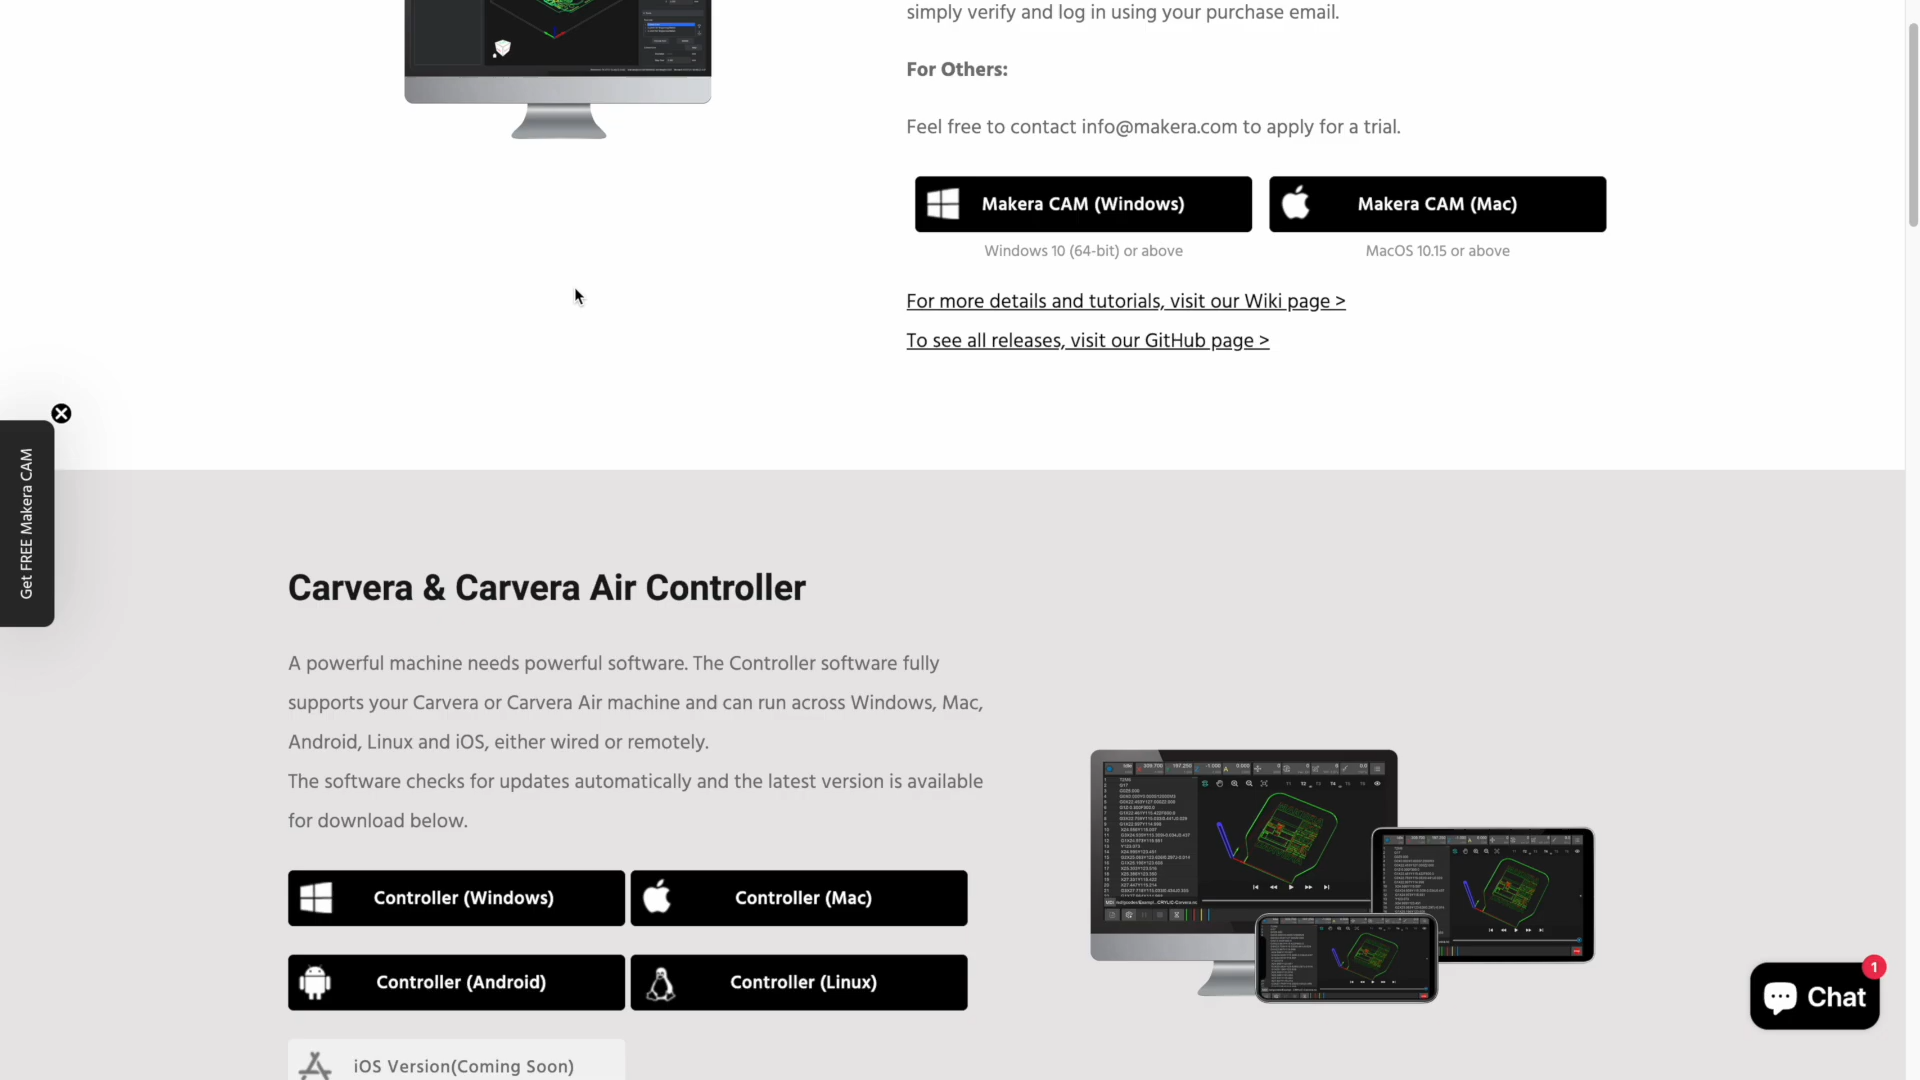 simply verify and log in using your purchase email.
For Others:
Feel free to contact info@makera.com to apply for a trial.
Makera CAM (Windows)
Makera CAM (Mac)
Windows 10 (64-bit) or above
MacOS 10.15 or above
For more details and tutorials, visit our Wiki page >
To see all releases, visit our GitHub page >
Get FREE Makera CAM
Carvera & Carvera Air Controller
A powerful machine needs powerful software. The Controller software fully
supports your Carvera or Carvera Air machine and can run across Windows, Mac,
Android, Linux and iOS, either wired or remotely.
The software checks for updates automatically and the latest version is available
for download below.
Controller (Windows)
Controller (Mac)
Controller (Android)
Controller (Linux)
iOS Version(Coming Soon)
1
Chat